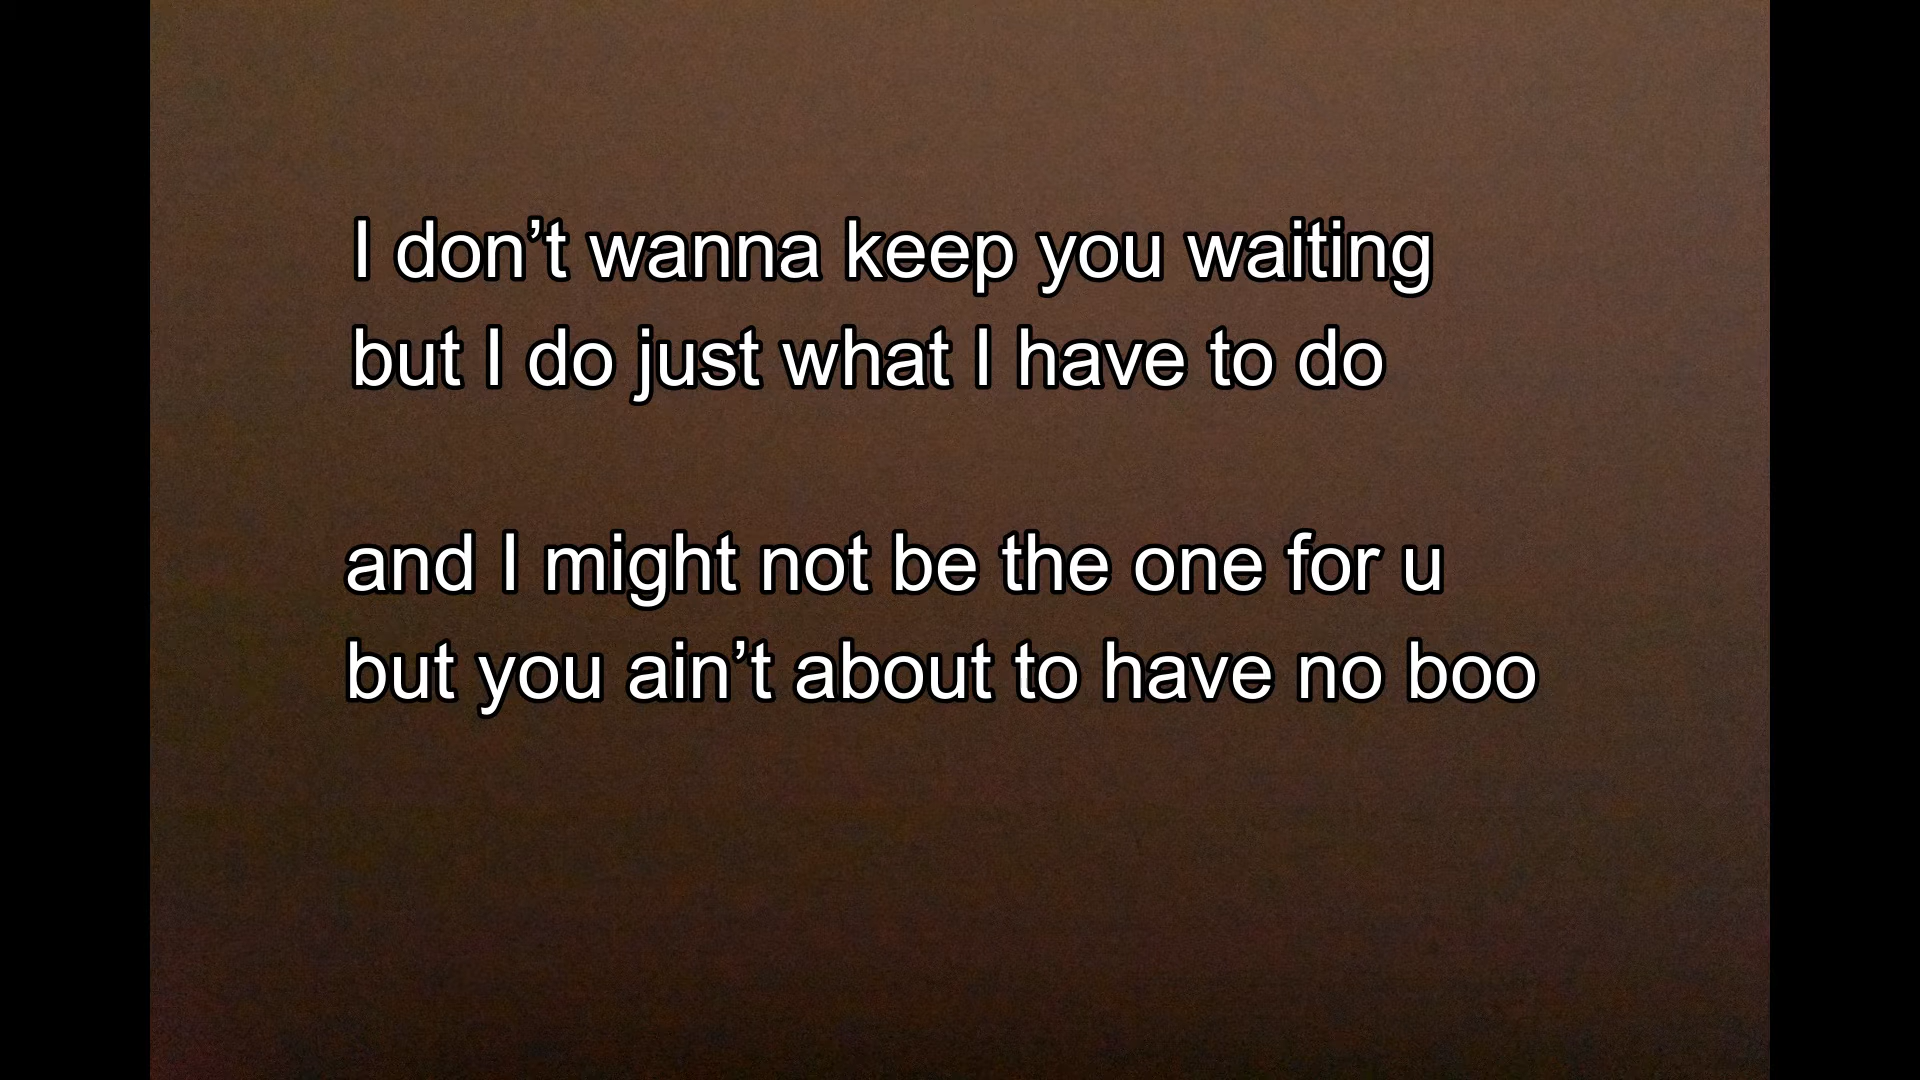 I don’t wanna keep you waiting
but I do just what I have to do
and I might not be the one for u
but you ain’t about to have no boo